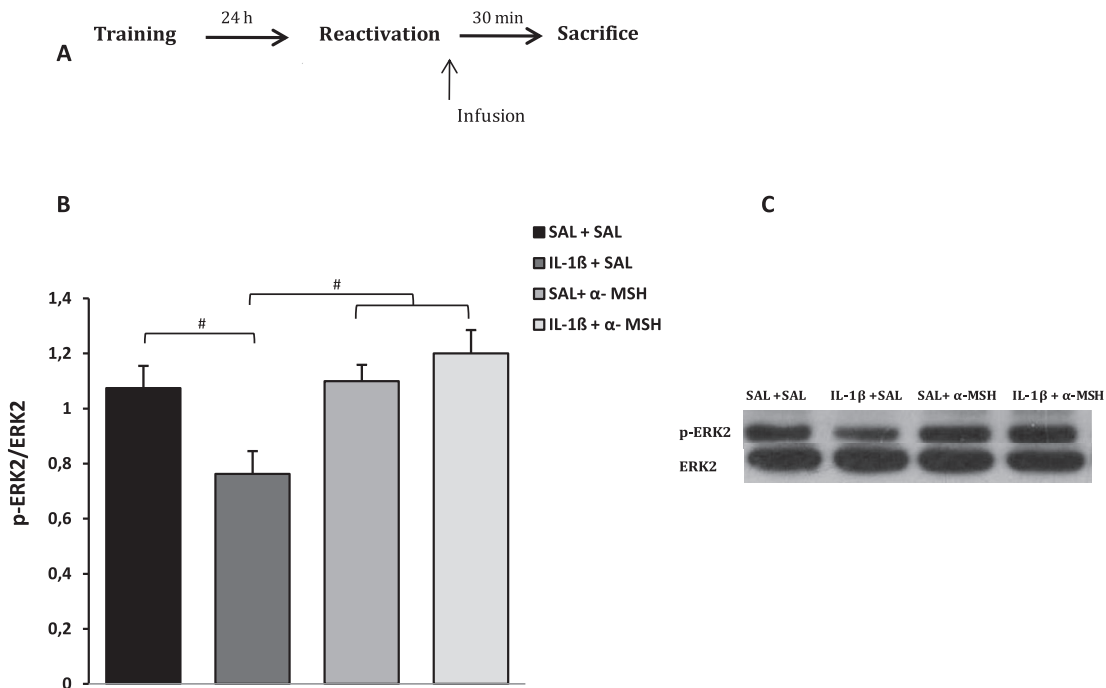 24 h
30 min
Training
Reactivation
Sacrifice
A
Infusion
B
C
SAL + SAL
IL-1ß + SAL
SAL+ α- MSH
IL-1ß + α- MSH
#
#
1,4
1,2
1
0,8
0,6
0,4
0,2
0
p-ERK2/ERK2
SAL +SAL IL-1β +SAL SAL+ α-MSH IL-1β + α-MSH
p-ERK2
ERK2